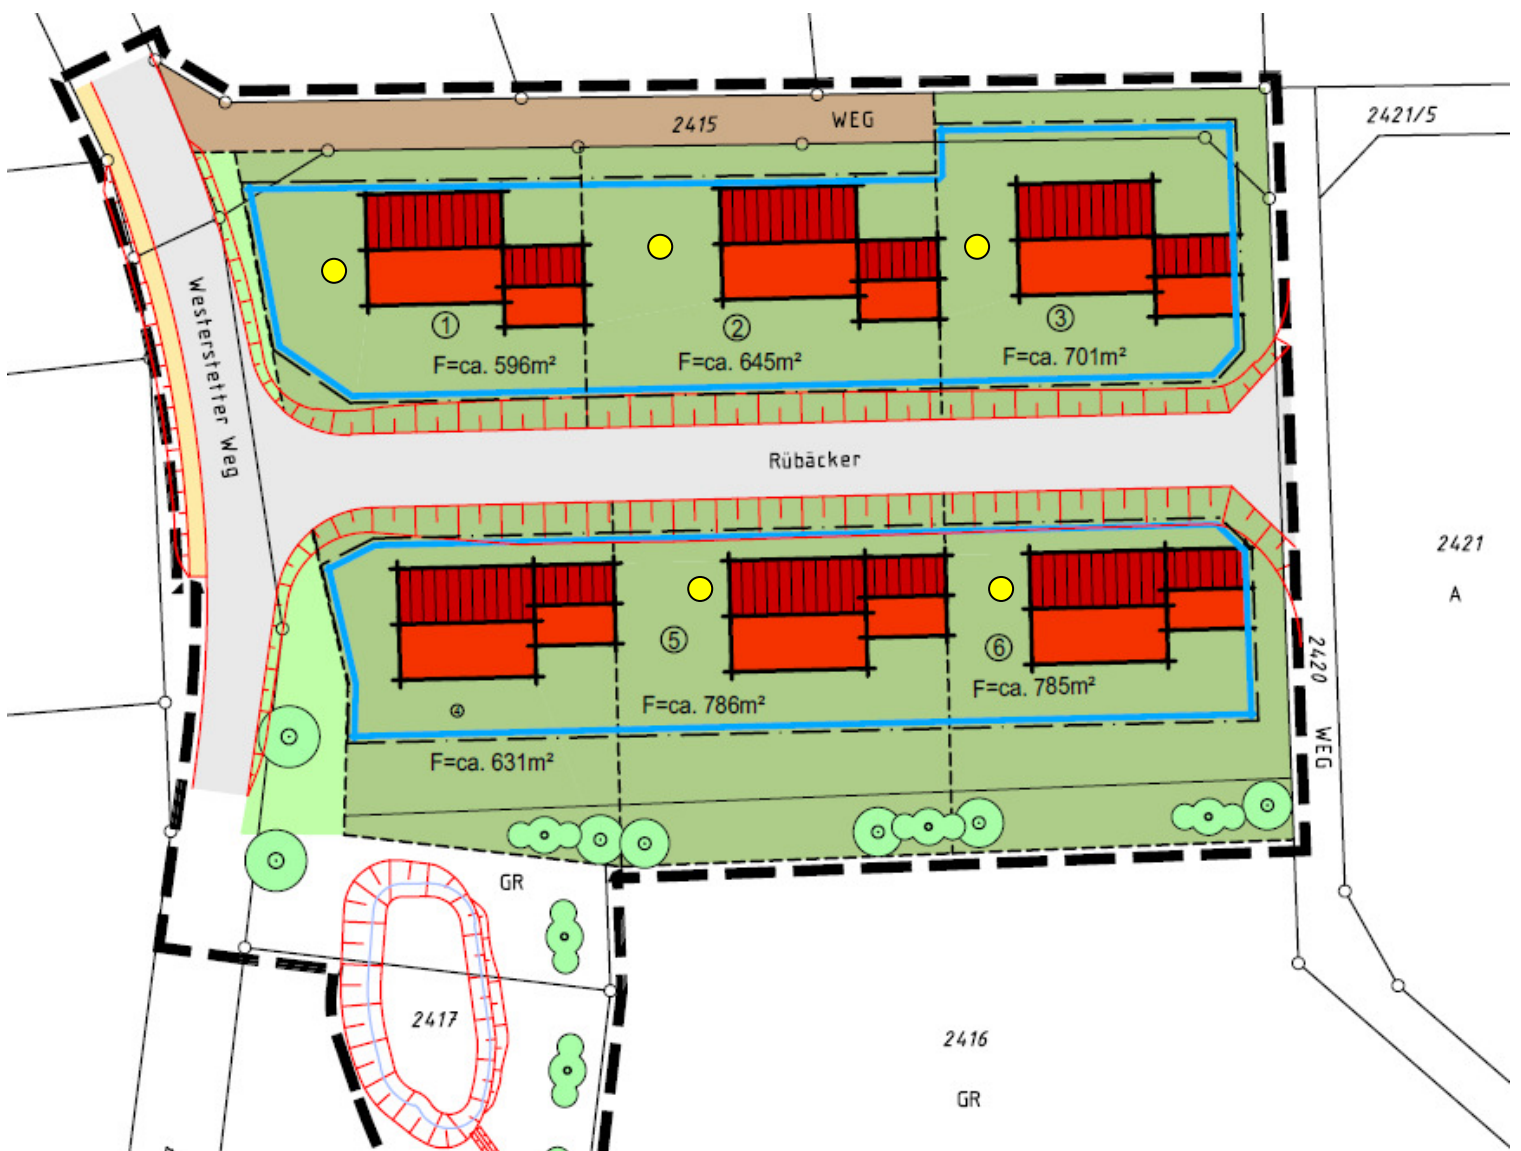 2421/5
2415
WEG
Westerstetter Weg
1
F=ca. 596m²
2
F=ca. 645m²
3
F=ca. 701m²
Rübäcker
2421
A
5
F=ca. 786m²
6
F=ca. 785m²
4
F=ca. 631m²
2420
WEG
GR
2417
2416
GR